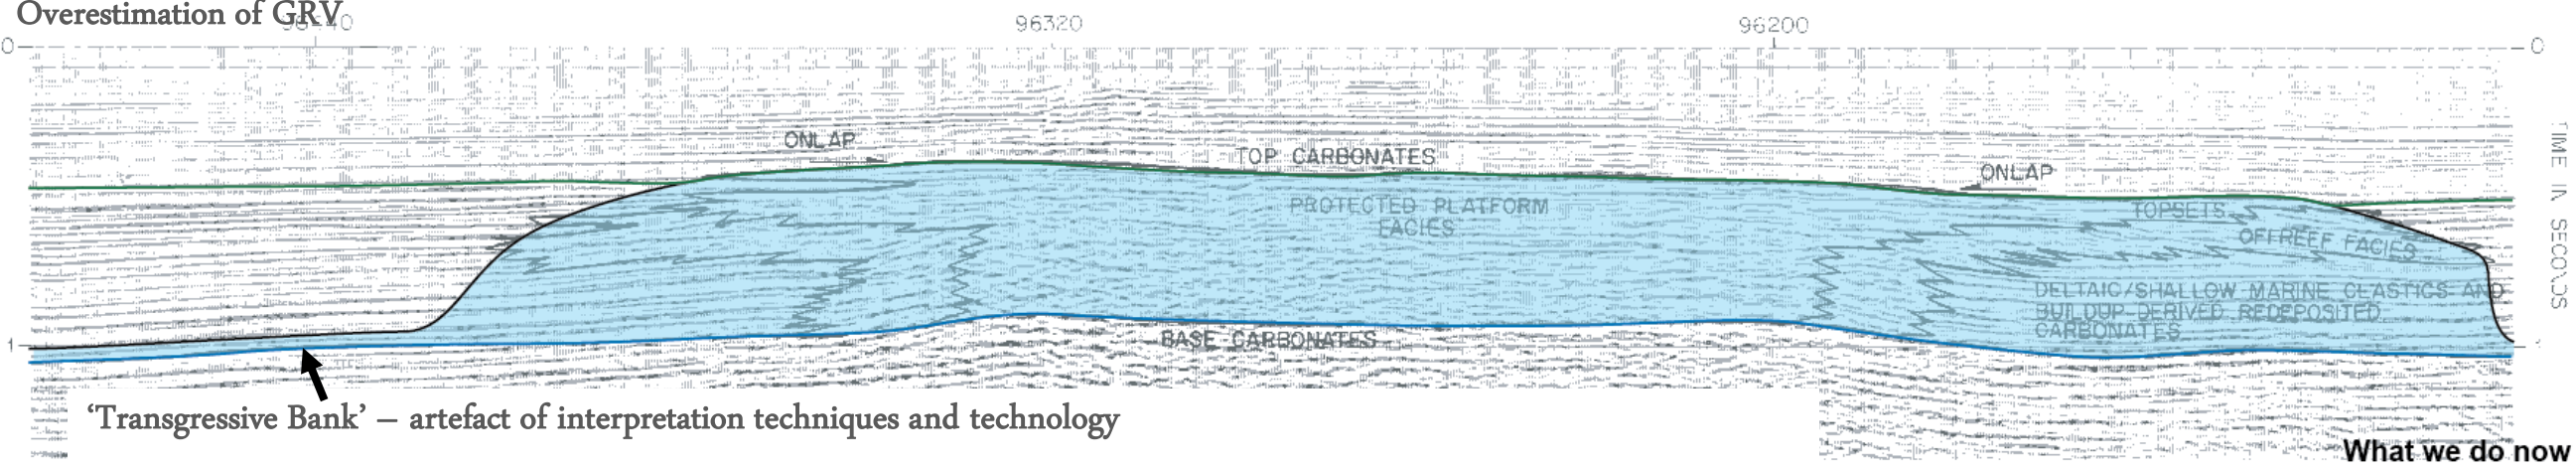 Overestimation of GRV
96440 96320 96200
0 0
ONLAP
TOP CARBONATES
ONLAP
PROTECTED PLATFORM
FACIES
TOPSETS
OFFREEF FACIES
DELTAIC/SHALLOW MARINE CLASTICS AND
BUILDUP DERIVED REDEPOSITED
CARBONATES
BASE CARBONATES
1
TIME IN SECONDS
‘Transgressive Bank’ – artefact of interpretation techniques and technology
What we do now